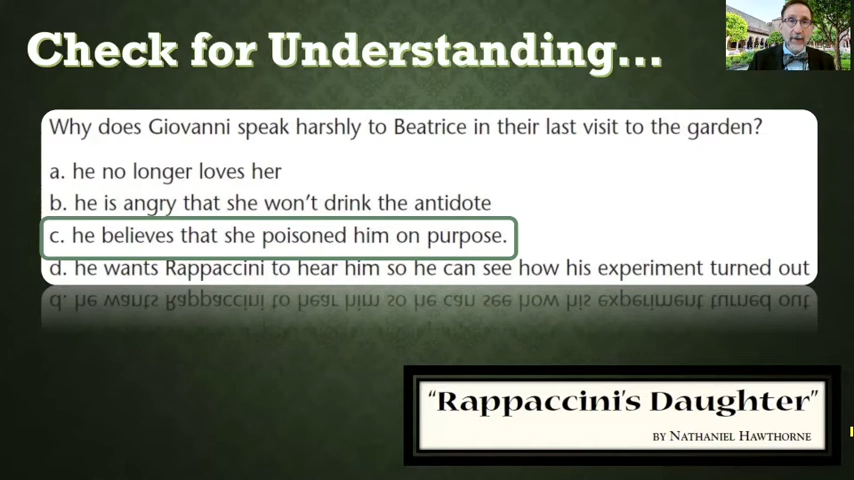 Check for Understanding...
Why does Giovanni speak harshly to Beatrice in their last visit to the garden?
a. he no longer loves her
b. he is angry that she won't drink the antidote
c. he believes that she poisoned him on purpose.
d. he wants Rappaccini to hear him so he can see how his experiment turned out
"Rappaccini's Daughter"
BY NATHANIEL HAWTHORNE